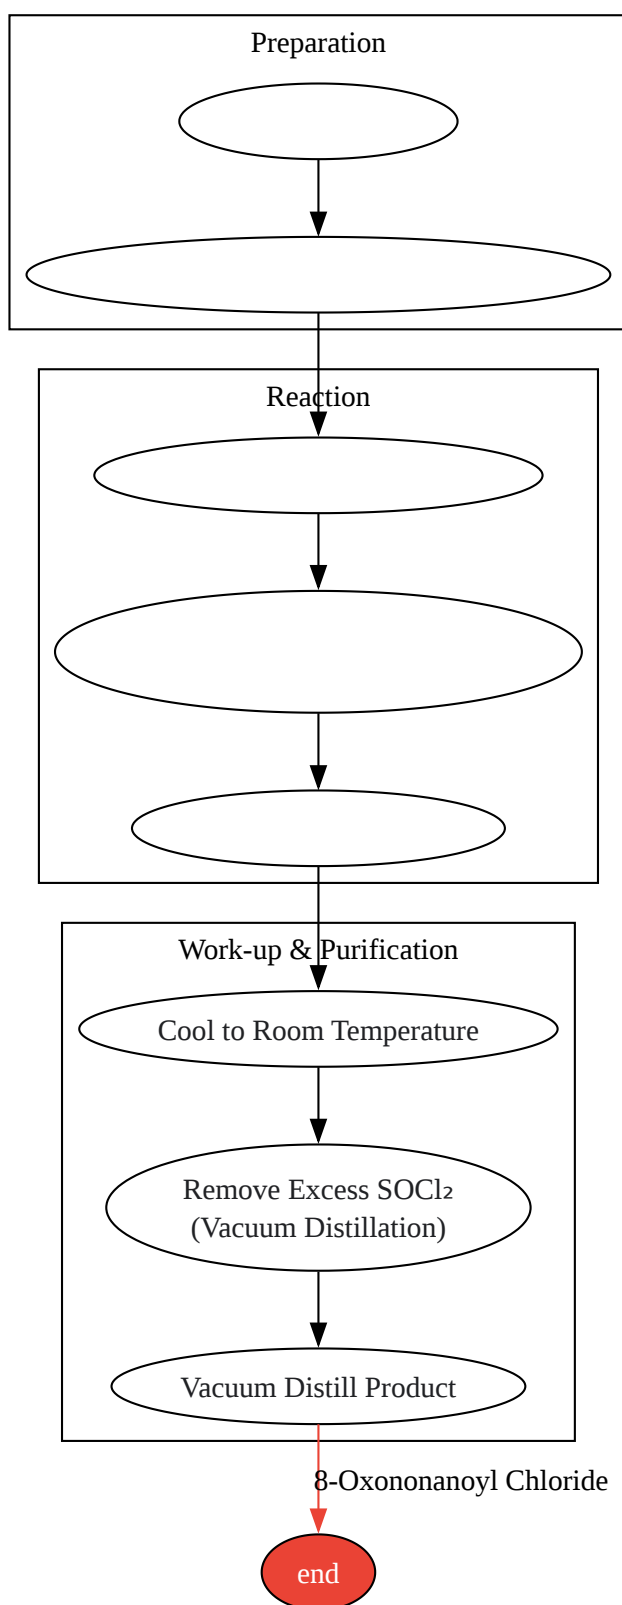 Preparation
Reaction
Work-up & Purification
Cool to Room Temperature
Remove Excess SOCl₂
(Vacuum Distillation)
Vacuum Distill Product
8-Oxononanoyl Chloride
end